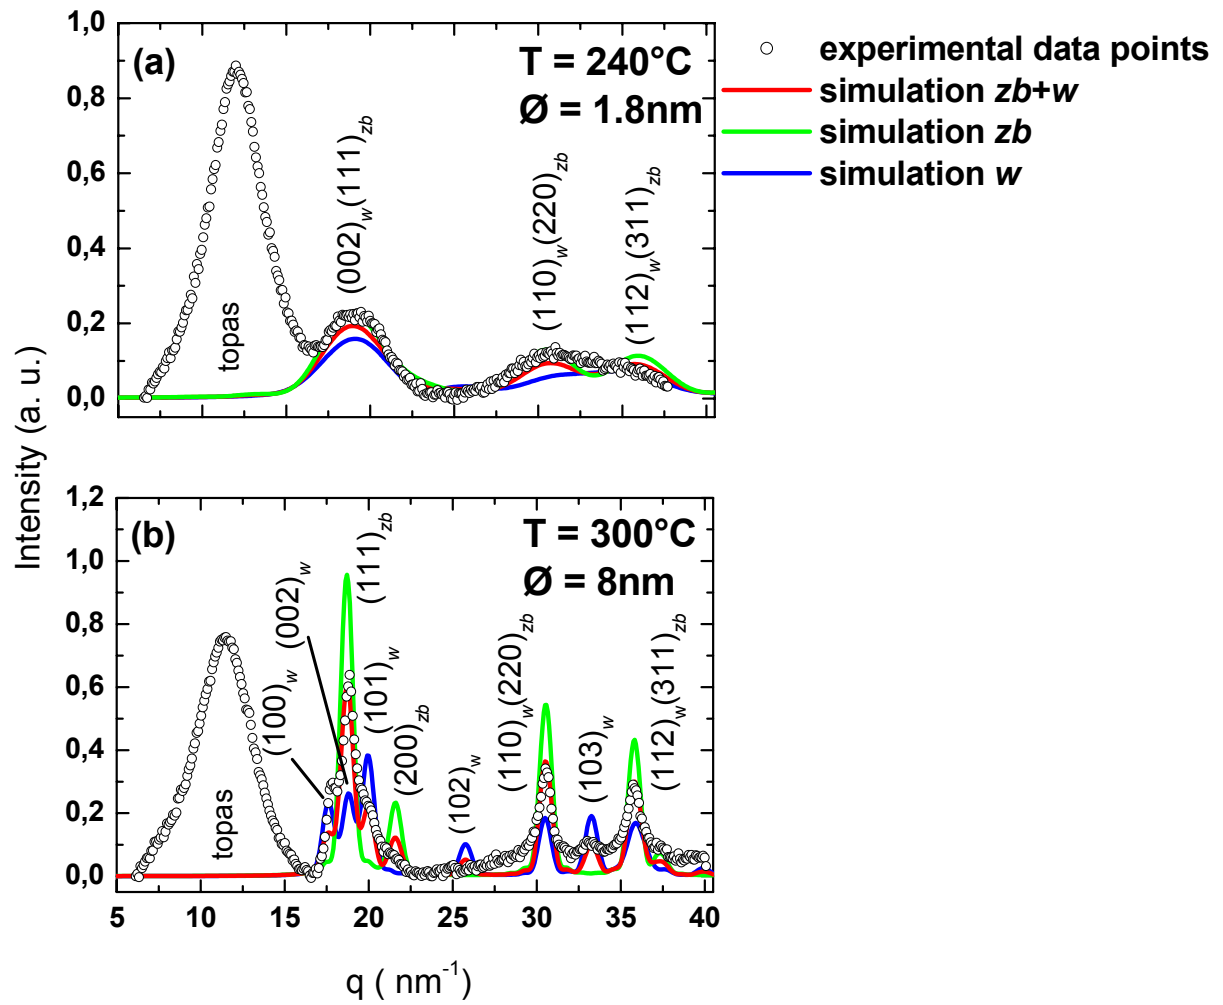 1,0
0,8
0,6
0,4
0,2
0,0
(a)
T = 240°C
Ø = 1.8nm
topas
(002)w(111)zb
(110)w(220)zb
(112)w(311)zb
experimental data points
simulation zb+w
simulation zb
simulation w
Intensity (a. u.)
1,2
1,0
0,8
0,6
0,4
0,2
0,0
(b)
T = 300°C
Ø = 8nm
topas
(100)w
(002)w
(111)zb
(101)w
(200)zb
(102)w
(110)w(220)zb
(103)w
(112)w(311)zb
5 10 15 20 25 30 35 40
q ( nm-1)